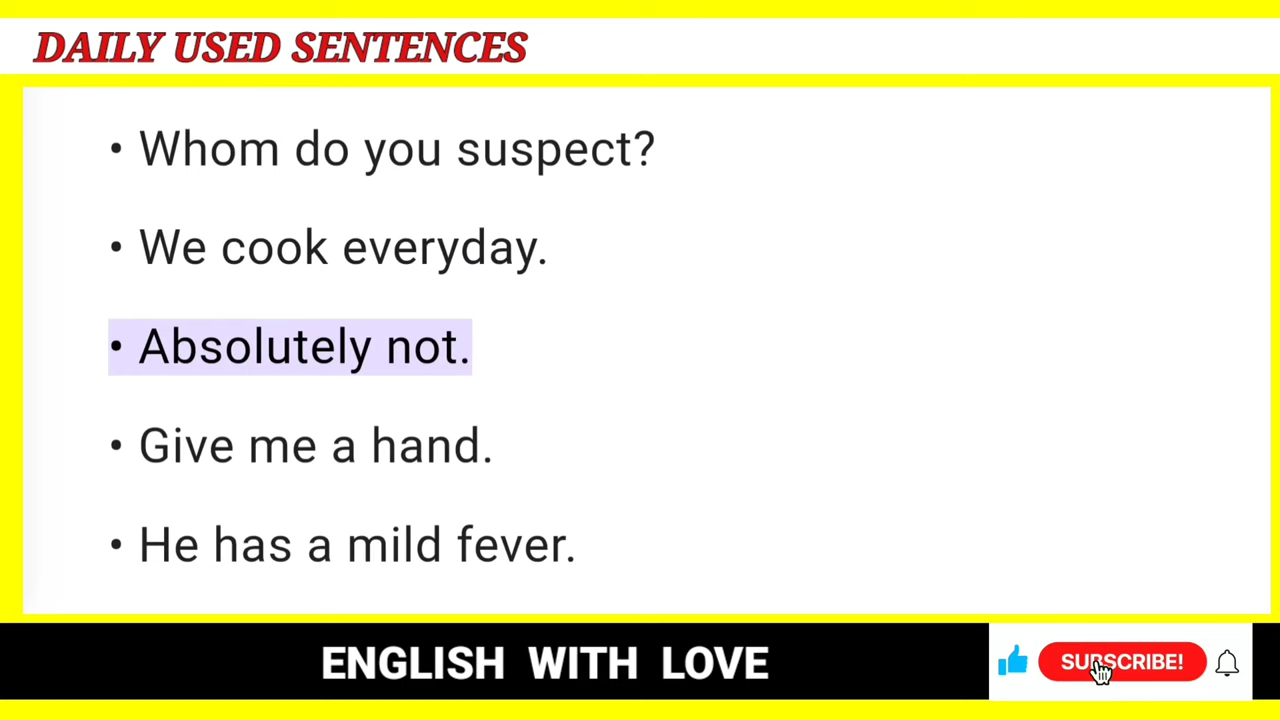 DAILY USED SENTENCES
• Whom do you suspect?
• We cook everyday.
• Absolutely not.
• Give me a hand.
• He has a mild fever.
ENGLISH WITH LOVE
SUBSCRIBE!